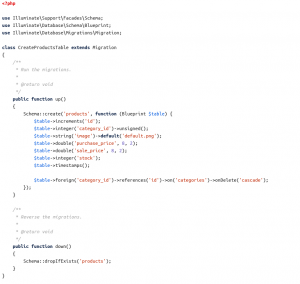 <?php
use Illuminate\Support\Facades\Schema;
use Illuminate\Database\Schema\Blueprint;
use Illuminate\Database\Migrations\Migration;
class CreateProductsTable extends Migration
{
/**
* Run the migrations.
*
* @return void
*/
public function up()
{
Schema::create('products', function (Blueprint $table) {
$table->increments('id');
$table->integer('category_id')->unsigned();
$table->string('image')->default('default.png');
$table->double('purchase_price', 8, 2);
$table->double('sale_price', 8, 2);
$table->integer('stock');
$table->timestamps();
$table->foreign('category_id')->references('id')->on('categories')->onDelete('cascade');
});
}
/**
* Reverse the migrations.
*
* @return void
*/
public function down()
{
Schema::dropIfExists('products');
}
}